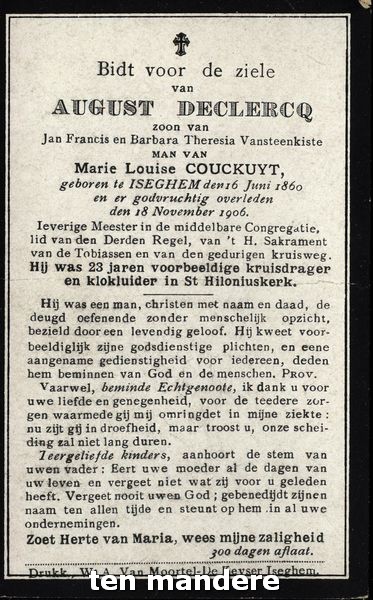 Bidt voor de ziele
van
AUGUST DECLERCQ
zoon van
Jan Francis en Barbara Theresia Vansteenkiste
MAN VAN
Marie Louise COUCKUYT,
geboren te ISEGHEM den 16 Juni 1860
en er godvruchtig overleden
den 18 November 1906.
Ieverige Meester in de middelbare Congregatie,
lid van den Derden Regel, van 't H. Sakrament
van de Tobiassen en van den gedurigen kruisweg.
Hij was 23 jaren voorbeeldige kruisdrager
en klokluider in St Hiloniuskerk.
Hij was een man, christen met naam en daad, de
deugd oefenende zonder menschelijk opzicht,
bezield door een levendig geloof. Hij kweet voor-
beeldiglijk zijne godsdienstige plichten, en eene
aangename gedienstigheid voor iedereen, deden
hem beminnen van God en de menschen. PROV.
Vaarwel, beminde Echtgenoote, ik dank u voor
uwe liefde en genegenheid, voor de teedere zor-
gen waarmede gij mij omringdet in mijne ziekte :
nu zijt gij in droefheid, maar troost u, onze schei-
ding zal niet lang duren.
Teergeliefde kinders, aanhoort de stem van
uwen vader : Eert uwe moeder al de dagen van
uw leven en vergeet niet wat zij voor u geleden
heeft. Vergeet nooit uwen God ; gebenedijdt zijnen
naam ten allen tijde en steunt op hem in al uwe
ondernemingen.
Zoet Herte van Maria, wees mijne zaligheid
300 dagen aflaat.
Drukk. Van Moortel-De Keyser Iseghem.
ten mandere